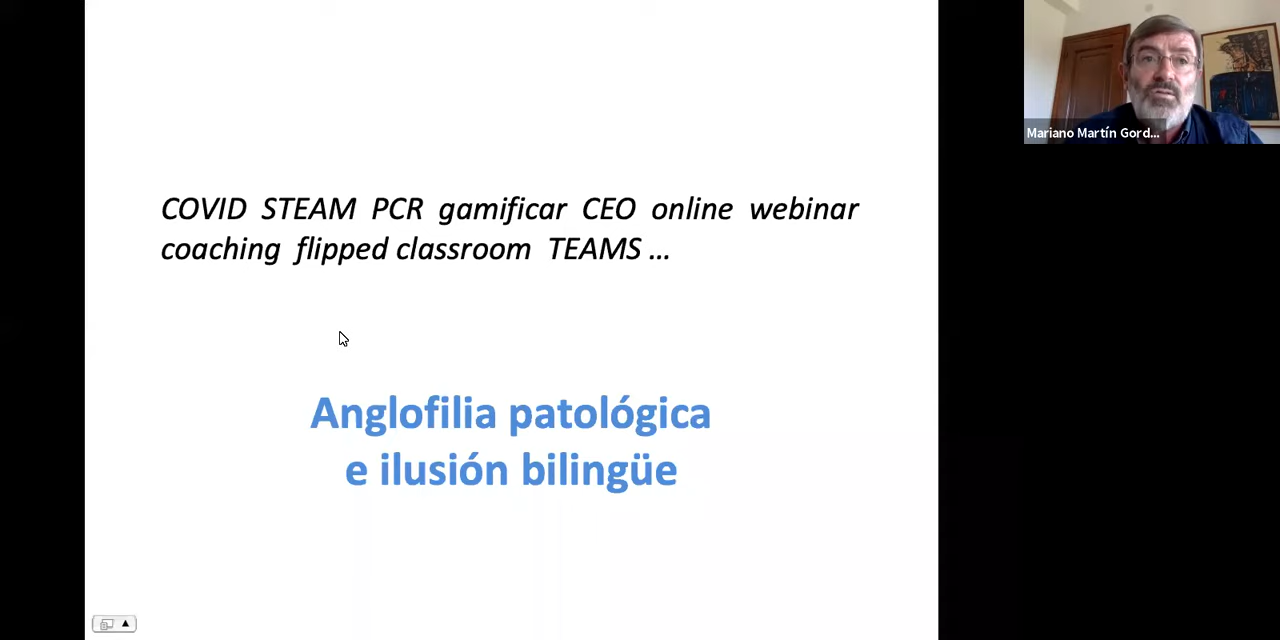 COVID STEAM PCR gamificar CEO online webinar
coaching flipped classroom TEAMS ...
Anglofilia patológica
e ilusión bilingüe
Mariano Martín Gord...